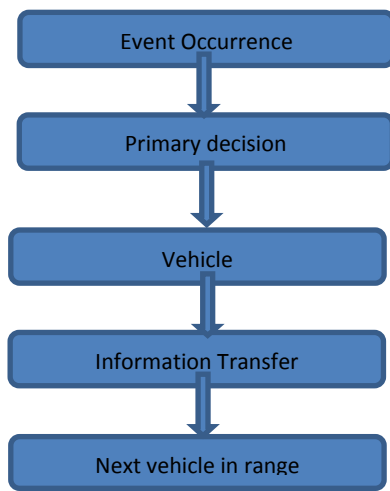 Event Occurrence
Primary decision
Vehicle
Information Transfer
Next vehicle in range